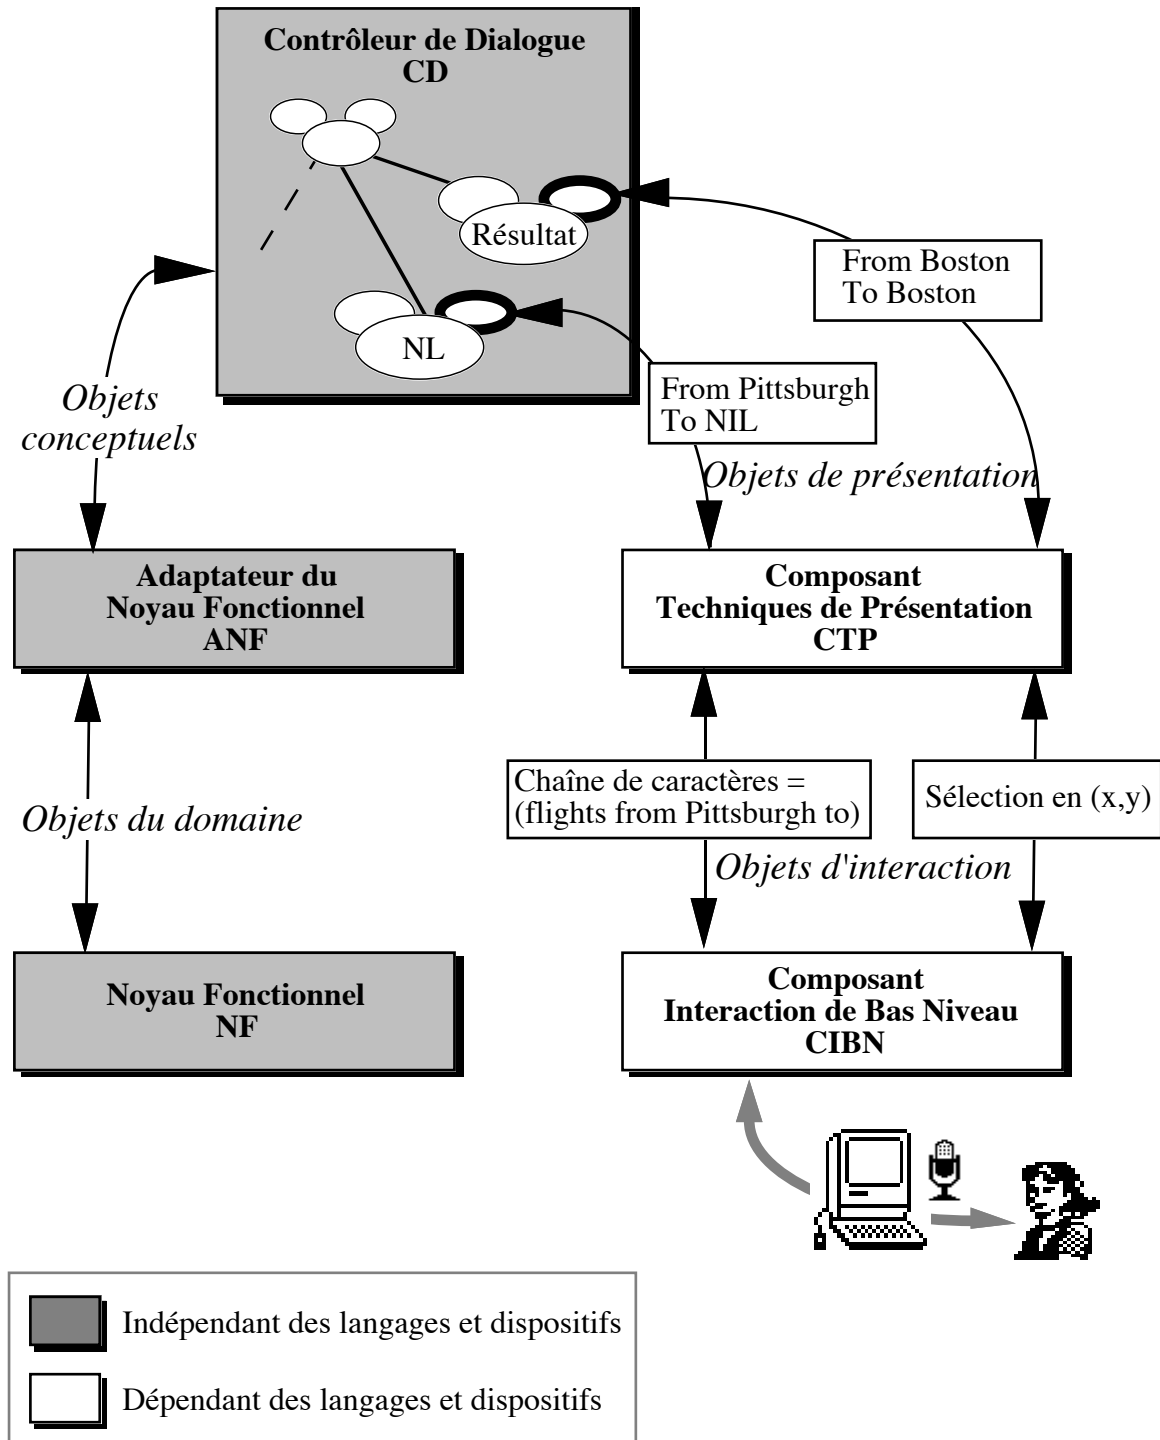 Contrôleur de Dialogue
CD
Résultat
NL
From Boston
To Boston
From Pittsburgh
To NIL
Objets
conceptuels
Objets de présentation
Adaptateur du
Noyau Fonctionnel
ANF
Composant
Techniques de Présentation
CTP
Chaîne de caractères =
(flights from Pittsburgh to)
Sélection en (x,y)
Objets du domaine
Objets d'interaction
Noyau Fonctionnel
NF
Composant
Interaction de Bas Niveau
CIBN
Indépendant des langages et dispositifs
Dépendant des langages et dispositifs